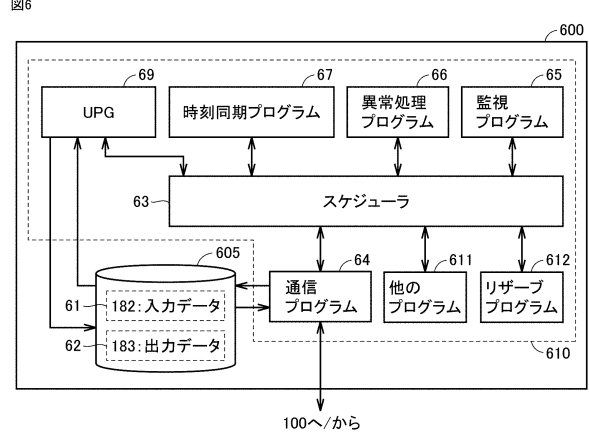 図6
600
69
67
66
65
UPG
時刻同期プログラム
異常処理
プログラム
監視
プログラム
63
スケジューラ
605
64
611
612
61
182:入力データ
62
183:出力データ
通信
プログラム
他の
プログラム
リザーブ
プログラム
610
100へ/から